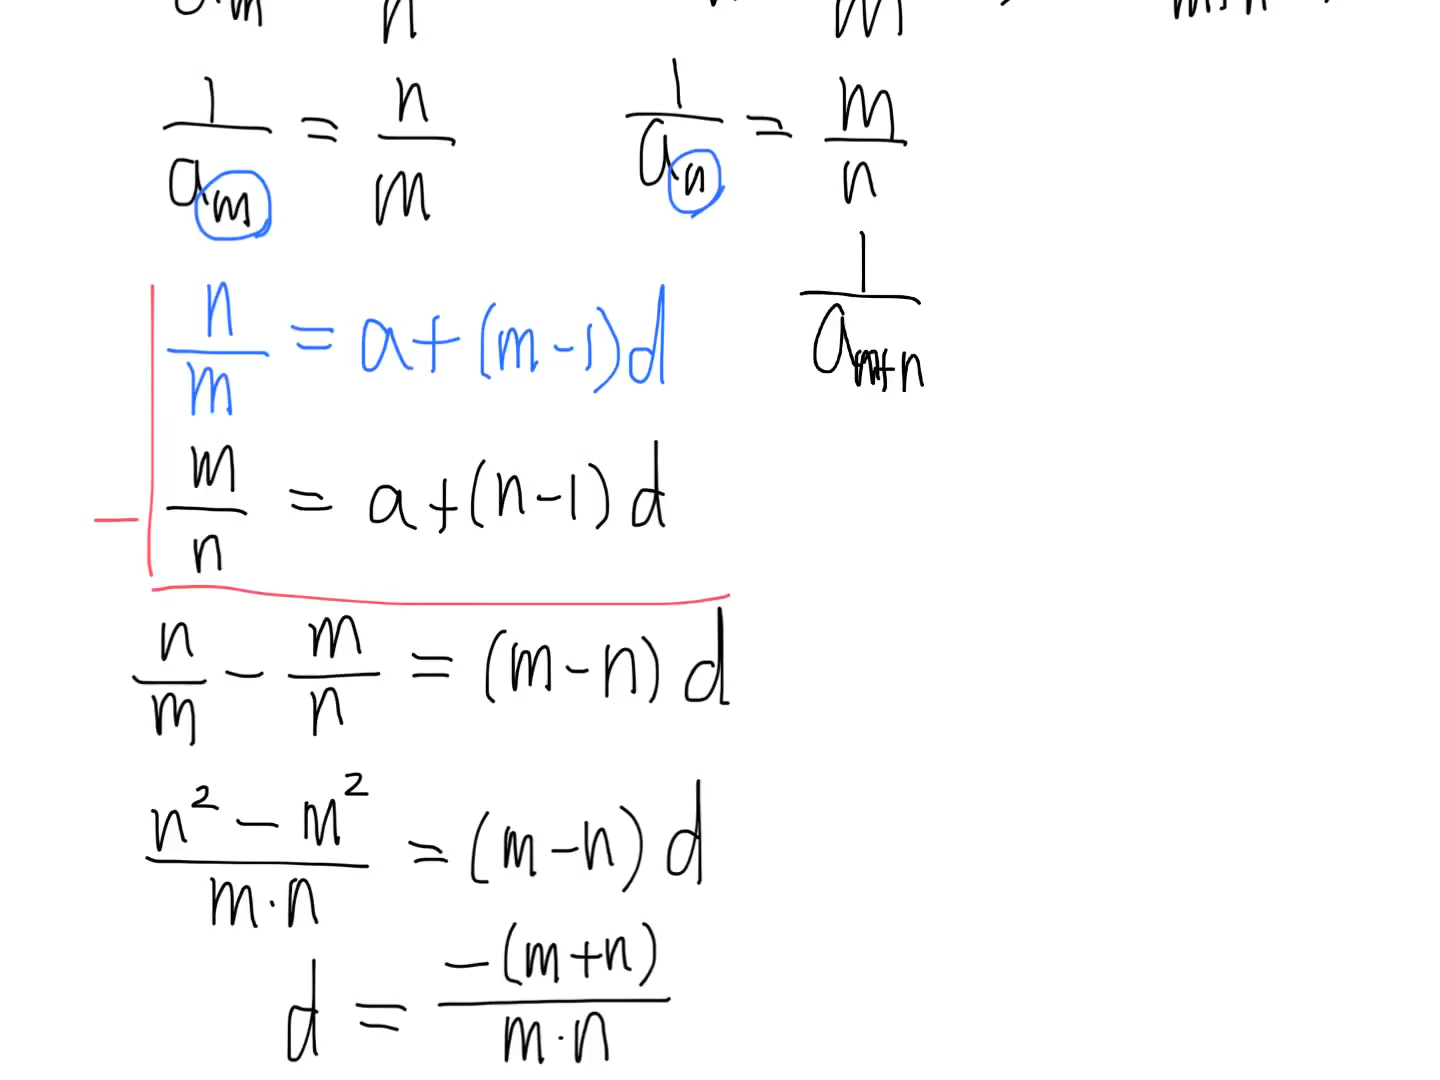 1/a_m = n/m    1/a_n = m/n
n/m = a+(m-1)d    1/a_{m+n}
- m/n = a+(n-1)d
n/m - m/n = (m-n)d
(n²-m²)/(m·n) = (m-n)d
d = -(m+n)/(m·n)